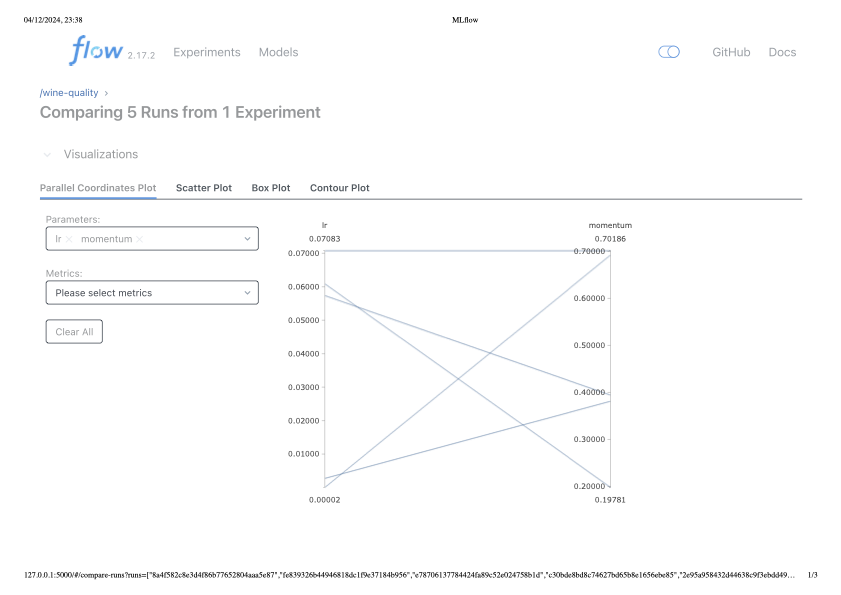 04/12/2024, 23:38 MLflow
flow 2.17.2 Experiments Models GitHub Docs
/wine-quality ›
Comparing 5 Runs from 1 Experiment
Visualizations
Parallel Coordinates Plot Scatter Plot Box Plot Contour Plot
Parameters:
lr × momentum ×
Metrics:
Please select metrics
Clear All
lr momentum
0.07083 0.70186
0.07000 0.70000
0.06000 0.60000
0.05000 0.50000
0.04000 0.40000
0.03000 0.30000
0.02000 0.20000
0.01000
0.00002 0.19781
127.0.0.1:5000/#/compare-runs?runs=["8a4f582c8e3d4f86b77652804aaa5e87","fe839326b44946818dc1f9e37184b956","e78706137784424fa89c52e024758b1d","c30bde8bd8c74627bd65b8e1656ebe85","2e95a958432d44638c9f3ebdd49... 1/3